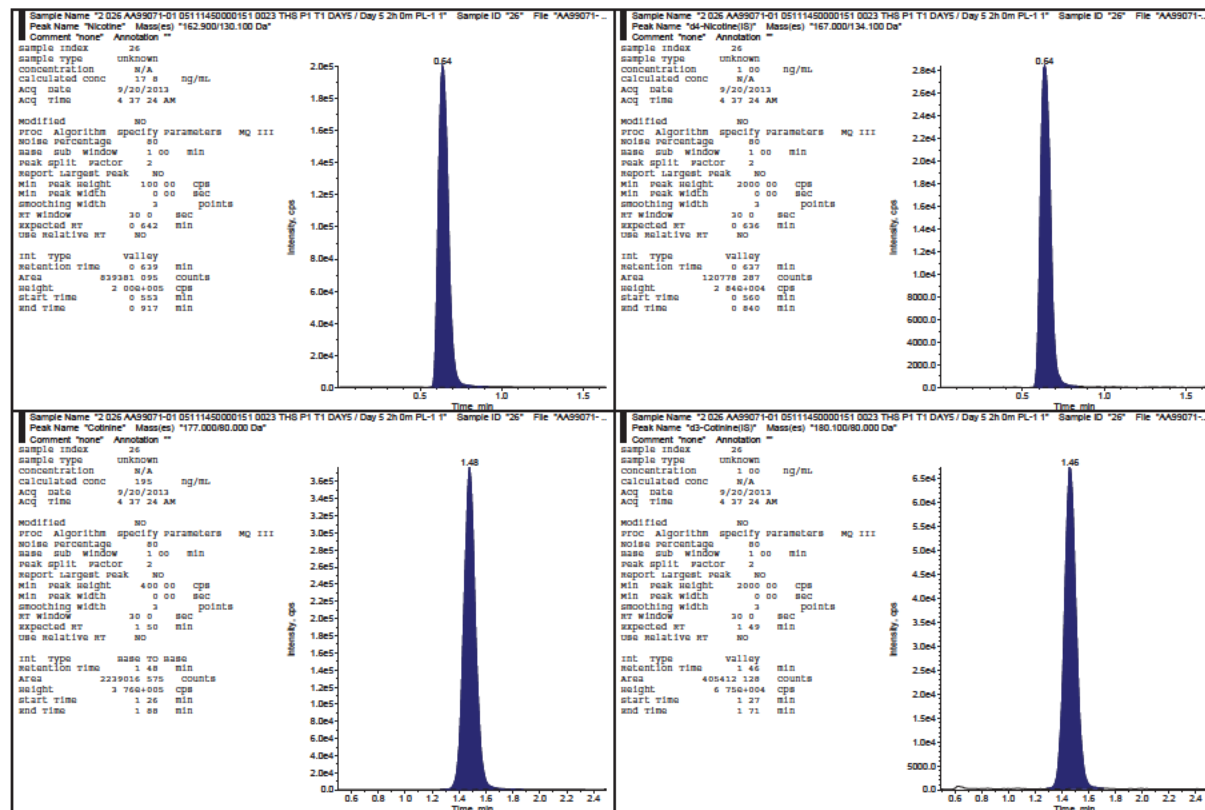 Sample Name "2 026 AA99071-01 05111450000151 0023 THS P1 T1 DAY5 / Day 5 2h 0m PL-1 1" Sample ID "26" File "AA99071-...
Peak Name "Nicotine" Mass(es) "162.900/130.100 Da"
Comment "none" Annotation ""
Sample Index 26
Sample Type Unknown
Concentration N/A
Calculated Conc 17 8 ng/mL
Acq Date 9/20/2013
Acq Time 4 37 24 AM
Modified NO
Proc Algorithm Specify Parameters MQ III
Noise Percentage 80
Base Sub Window 1 00 min
Peak Split Factor 2
Report Largest Peak NO
Min Peak Height 100 00 cps
Min Peak Width 0 00 sec
Smoothing Width 3 points
RT Window 30 0 sec
Expected RT 0 642 min
Use Relative RT NO
Int Type Valley
Retention Time 0 639 min
Area 839381 095 counts
Height 2 00e+005 cps
Start Time 0 553 min
End Time 0 917 min
0.64
Intensity, cps
2.0e5
1.8e5
1.6e5
1.4e5
1.2e5
1.0e5
8.0e4
6.0e4
4.0e4
2.0e4
0.0
0.5 1.0 1.5
Time, min
Sample Name "2 026 AA99071-01 05111450000151 0023 THS P1 T1 DAY5 / Day 5 2h 0m PL-1 1" Sample ID "26" File "AA99071-...
Peak Name "d4-Nicotine(IS)" Mass(es) "167.000/134.100 Da"
Comment "none" Annotation ""
Sample Index 26
Sample Type Unknown
Concentration 1 00 ng/mL
Calculated Conc N/A
Acq Date 9/20/2013
Acq Time 4 37 24 AM
Modified NO
Proc Algorithm Specify Parameters MQ III
Noise Percentage 80
Base Sub Window 1 00 min
Peak Split Factor 2
Report Largest Peak NO
Min Peak Height 2000 00 cps
Min Peak Width 0 00 sec
Smoothing Width 3 points
RT Window 30 0 sec
Expected RT 0 636 min
Use Relative RT NO
Int Type Valley
Retention Time 0 637 min
Area 120778 287 counts
Height 2 84e+004 cps
Start Time 0 560 min
End Time 0 840 min
0.64
Intensity, cps
2.8e4
2.6e4
2.4e4
2.2e4
2.0e4
1.8e4
1.6e4
1.4e4
1.2e4
1.0e4
8000.0
6000.0
4000.0
2000.0
0.0
0.5 1.0 1.5
Time, min
Sample Name "2 026 AA99071-01 05111450000151 0023 THS P1 T1 DAY5 / Day 5 2h 0m PL-1 1" Sample ID "26" File "AA99071-...
Peak Name "Cotinine" Mass(es) "177.000/80.000 Da"
Comment "none" Annotation ""
Sample Index 26
Sample Type Unknown
Concentration N/A
Calculated Conc 195 ng/mL
Acq Date 9/20/2013
Acq Time 4 37 24 AM
Modified NO
Proc Algorithm Specify Parameters MQ III
Noise Percentage 80
Base Sub Window 1 00 min
Peak Split Factor 2
Report Largest Peak NO
Min Peak Height 400 00 cps
Min Peak Width 0 00 sec
Smoothing Width 3 points
RT Window 30 0 sec
Expected RT 1 50 min
Use Relative RT NO
Int Type Base To Base
Retention Time 1 48 min
Area 2239016 575 counts
Height 3 76e+005 cps
Start Time 1 26 min
End Time 1 88 min
1.48
Intensity, cps
3.6e5
3.4e5
3.2e5
3.0e5
2.8e5
2.6e5
2.4e5
2.2e5
2.0e5
1.8e5
1.6e5
1.4e5
1.2e5
1.0e5
8.0e4
6.0e4
4.0e4
2.0e4
0.0
0.6 0.8 1.0 1.2 1.4 1.6 1.8 2.0 2.2 2.4
Time, min
Sample Name "2 026 AA99071-01 05111450000151 0023 THS P1 T1 DAY5 / Day 5 2h 0m PL-1 1" Sample ID "26" File "AA99071-...
Peak Name "d3-Cotinine(IS)" Mass(es) "180.100/80.000 Da"
Comment "none" Annotation ""
Sample Index 26
Sample Type Unknown
Concentration 1 00 ng/mL
Calculated Conc N/A
Acq Date 9/20/2013
Acq Time 4 37 24 AM
Modified NO
Proc Algorithm Specify Parameters MQ III
Noise Percentage 80
Base Sub Window 1 00 min
Peak Split Factor 2
Report Largest Peak NO
Min Peak Height 2000 00 cps
Min Peak Width 0 00 sec
Smoothing Width 3 points
RT Window 30 0 sec
Expected RT 1 49 min
Use Relative RT NO
Int Type Valley
Retention Time 1 46 min
Area 405412 128 counts
Height 6 75e+004 cps
Start Time 1 27 min
End Time 1 71 min
1.46
Intensity, cps
6.5e4
6.0e4
5.5e4
5.0e4
4.5e4
4.0e4
3.5e4
3.0e4
2.5e4
2.0e4
1.5e4
1.0e4
5000.0
0.0
0.6 0.8 1.0 1.2 1.4 1.6 1.8 2.0 2.2 2.4
Time, min